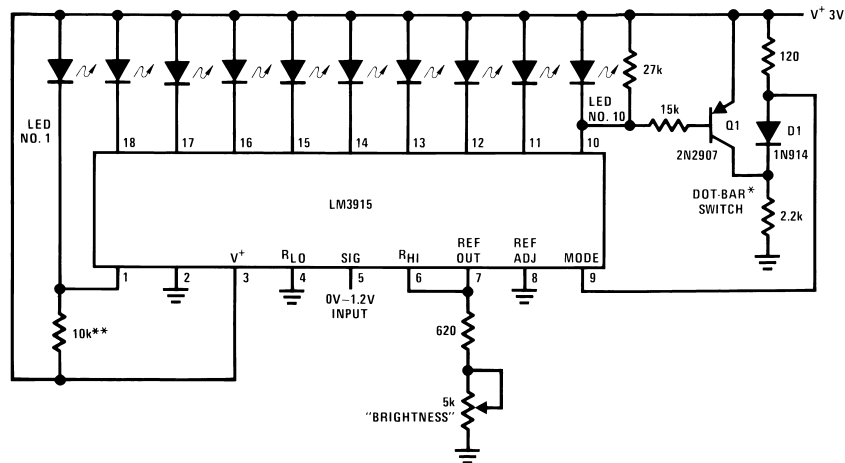 V+ 3V
27k
120
LED
NO. 10
15k
Q1
2N2907
D1
1N914
DOT-BAR*
SWITCH
2.2k
LED
NO. 1
18
17
16
15
14
13
12
11
10
LM3915
V+
RLO
SIG
RHI
REF
OUT
REF
ADJ
MODE
1
2
3
4
5
6
7
8
9
0V–1.2V
INPUT
10k**
620
5k
"BRIGHTNESS"